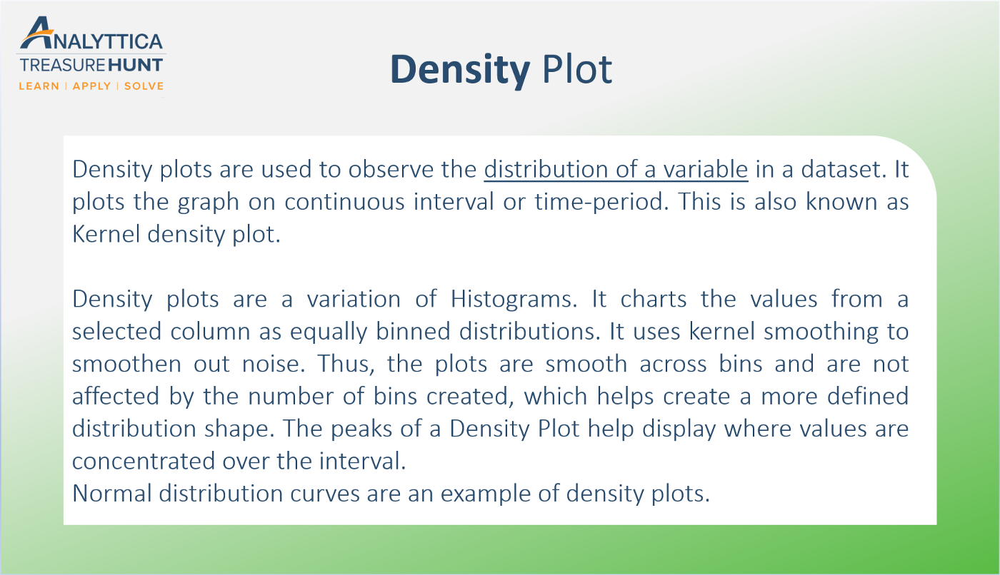 ANALYTTICA
TREASURE HUNT
LEARN | APPLY | SOLVE
Density Plot
Density plots are used to observe the distribution of a variable in a dataset. It
plots the graph on continuous interval or time-period. This is also known as
Kernel density plot.
Density plots are a variation of Histograms. It charts the values from a
selected column as equally binned distributions. It uses kernel smoothing to
smoothen out noise. Thus, the plots are smooth across bins and are not
affected by the number of bins created, which helps create a more defined
distribution shape. The peaks of a Density Plot help display where values are
concentrated over the interval.
Normal distribution curves are an example of density plots.